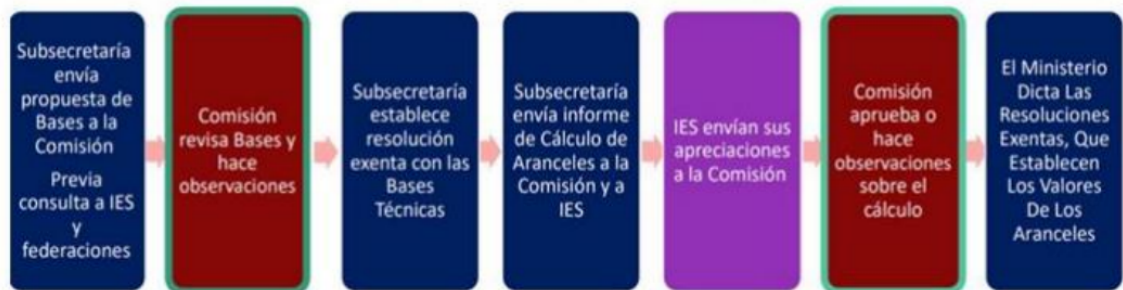 Subsecretaría
envía
propuesta de
Bases a la
Comisión
Previa
consulta a IES
y
federaciones
Comisión
revisa Bases y
hace
observaciones
Subsecretaría
establece
resolución
exenta con las
Bases
Técnicas
Subsecretaría
envía informe
de Cálculo de
Aranceles a la
Comisión y a
IES
IES envían sus
apreciaciones
a la Comisión
Comisión
aprueba o
hace
observaciones
sobre el
cálculo
El Ministerio
Dicta Las
Resoluciones
Exentas, Que
Establecen
Los Valores
De Los
Aranceles